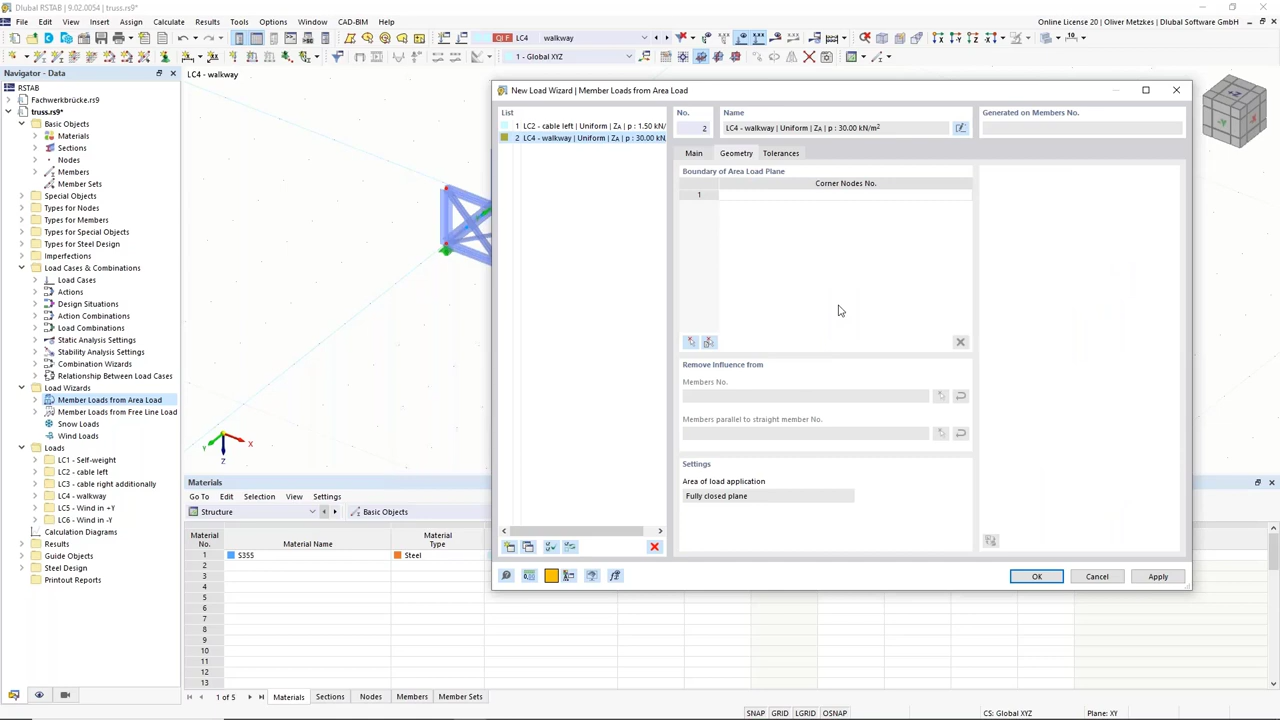 Dlubal RSTAB | 9.02.0054 | truss.rs9*
File Edit View Insert Assign Calculate Results Tools Options Window CAD-BIM Help
Online License 20 | Oliver Metzkes | Dlubal Software GmbH
QI F LC4 walkway
1 - Global XYZ
Navigator - Data
RSTAB
Fachwerkbrücke.rs9
truss.rs9*
Basic Objects
Materials
Sections
Nodes
Members
Member Sets
Special Objects
Types for Nodes
Types for Members
Types for Special Objects
Types for Steel Design
Imperfections
Load Cases & Combinations
Load Cases
Actions
Design Situations
Action Combinations
Load Combinations
Static Analysis Settings
Stability Analysis Settings
Combination Wizards
Relationship Between Load Cases
Load Wizards
Member Loads from Area Load
Member Loads from Free Line Load
Snow Loads
Wind Loads
Loads
LC1 - Self-weight
LC2 - cable left
LC3 - cable right additionally
LC4 - walkway
LC5 - Wind in +Y
LC6 - Wind in -Y
Calculation Diagrams
Results
Guide Objects
Steel Design
Printout Reports
LC4 - walkway
X
Y
Z
New Load Wizard | Member Loads from Area Load
List
1 LC2 - cable left | Uniform | ZA | p : 1.50 kN/
2 LC4 - walkway | Uniform | ZA | p : 30.00 kN
No.
2
Name
LC4 - walkway | Uniform | ZA | p : 30.00 kN/m²
Generated on Members No.
Main Geometry Tolerances
Boundary of Area Load Plane
Corner Nodes No.
1
Remove Influence from
Members No.
Members parallel to straight member No.
Settings
Area of load application
Fully closed plane
OK Cancel Apply
Materials
Go To Edit Selection View Settings
Structure
Basic Objects
Material No.
Material Name
Material Type
1 S355 Steel
2
3
4
5
6
7
8
9
10
11
12
13
1 of 5 Materials Sections Nodes Members Member Sets
SNAP GRID LGRID OSNAP
CS: Global XYZ
Plane: XY